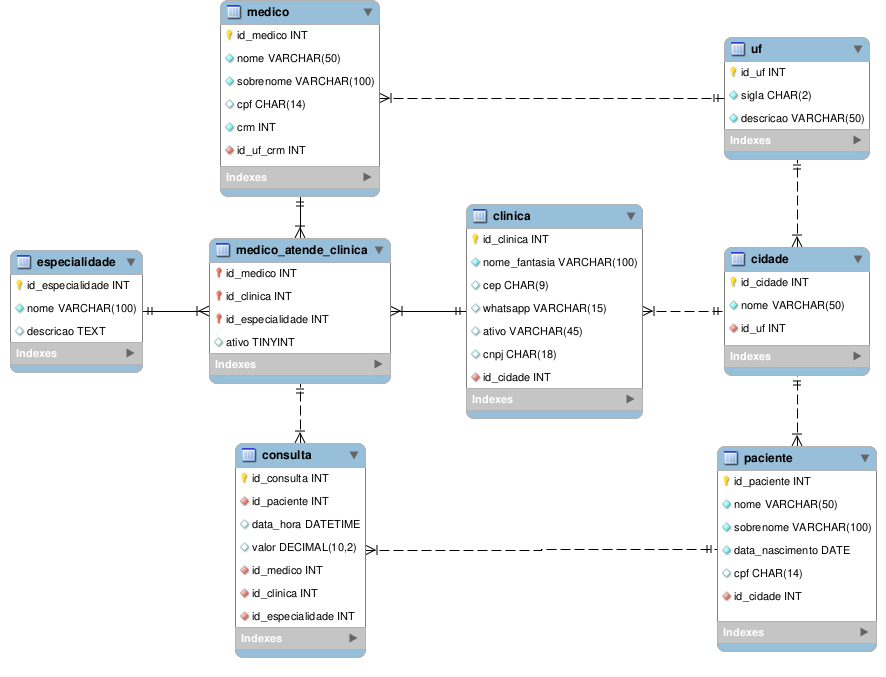 medico
id_medico INT
nome VARCHAR(50)
sobrenome VARCHAR(100)
cpf CHAR(14)
crm INT
id_uf_crm INT
Indexes
uf
id_uf INT
sigla CHAR(2)
descricao VARCHAR(50)
Indexes
especialidade
id_especialidade INT
nome VARCHAR(100)
descricao TEXT
Indexes
medico_atende_clinica
id_medico INT
id_clinica INT
id_especialidade INT
ativo TINYINT
Indexes
clinica
id_clinica INT
nome_fantasia VARCHAR(100)
cep CHAR(9)
whatsapp VARCHAR(15)
ativo VARCHAR(45)
cnpj CHAR(18)
id_cidade INT
Indexes
cidade
id_cidade INT
nome VARCHAR(50)
id_uf INT
Indexes
consulta
id_consulta INT
id_paciente INT
data_hora DATETIME
valor DECIMAL(10,2)
id_medico INT
id_clinica INT
id_especialidade INT
Indexes
paciente
id_paciente INT
nome VARCHAR(50)
sobrenome VARCHAR(100)
data_nascimento DATE
cpf CHAR(14)
id_cidade INT
Indexes